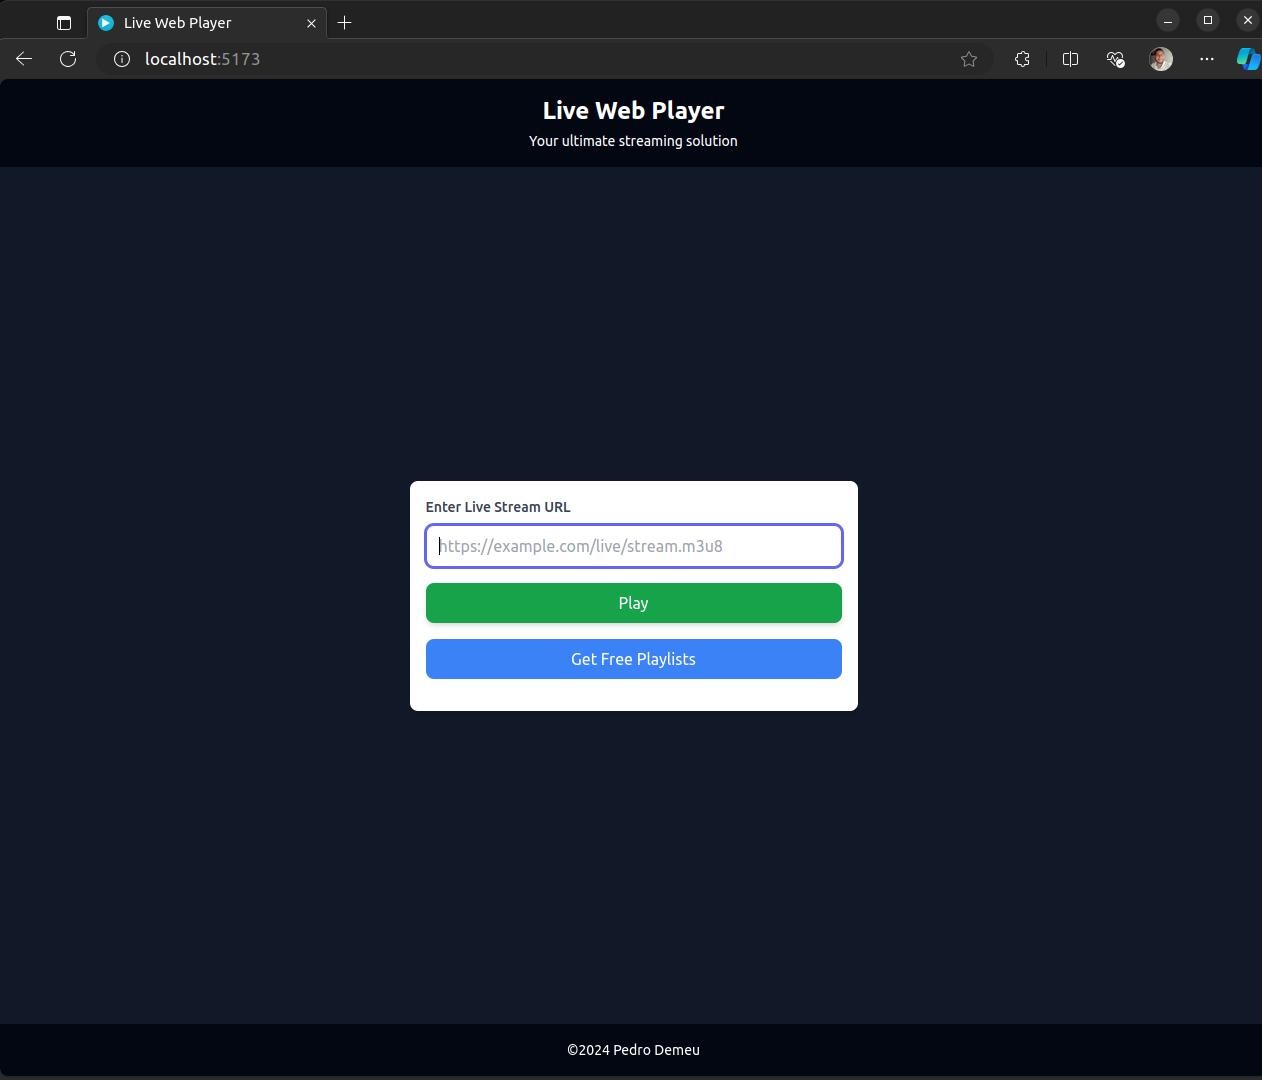 Live Web Player
localhost:5173
Live Web Player
Your ultimate streaming solution
Enter Live Stream URL
https://example.com/live/stream.m3u8
Play
Get Free Playlists
©2024 Pedro Demeu